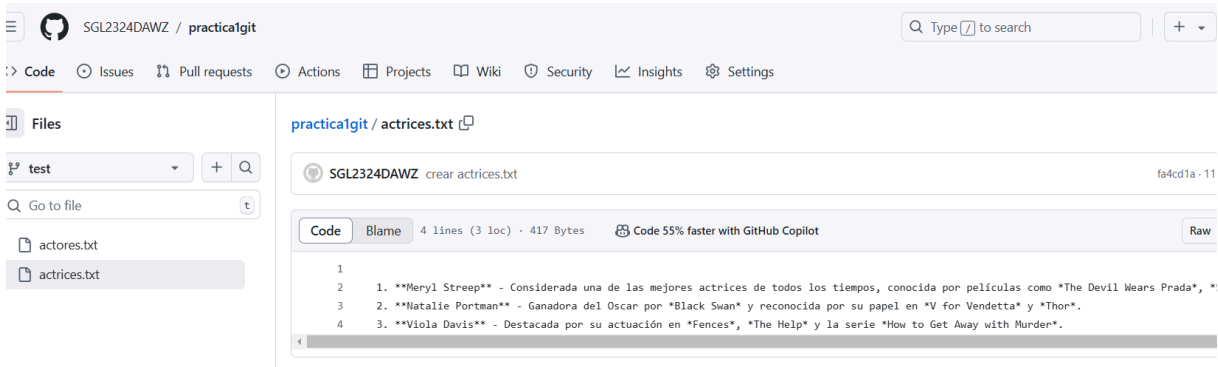 SGL2324DAWZ / practica1git
Type / to search
Code Issues Pull requests Actions Projects Wiki Security Insights Settings
Files
practica1git / actrices.txt
test
SGL2324DAWZ crear actrices.txt fa4cd1a · 11
Go to file t
Code Blame 4 lines (3 loc) · 417 Bytes Code 55% faster with GitHub Copilot Raw
actores.txt
actrices.txt
1
2 1. **Meryl Streep** - Considerada una de las mejores actrices de todos los tiempos, conocida por películas como *The Devil Wears Prada*, *
3 2. **Natalie Portman** - Ganadora del Oscar por *Black Swan* y reconocida por su papel en *V for Vendetta* y *Thor*.
4 3. **Viola Davis** - Destacada por su actuación en *Fences*, *The Help* y la serie *How to Get Away with Murder*.